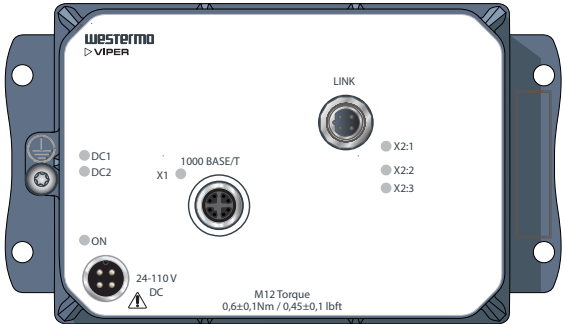 westermo
VIPER
LINK
X2:1
1000 BASE/T
DC1
X1
X2:2
DC2
X2:3
ON
24-110 V
DC
M12 Torque
0,6±0,1Nm / 0,45±0,1 lbft